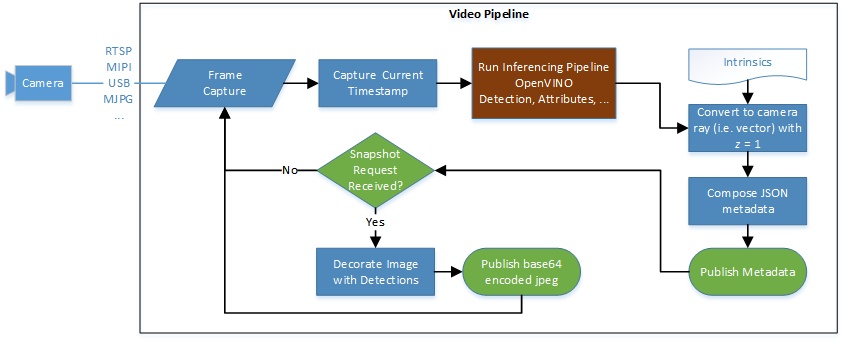 Video Pipeline
RTSP
MIPI
USB
MJPG
...
Camera
Frame
Capture
Capture Current
Timestamp
Run Inferencing Pipeline
OpenVINO
Detection, Attributes, ...
Intrinsics
Convert to camera
ray (i.e. vector) with
z = 1
Snapshot
Request
Received?
No
Yes
Compose JSON
metadata
Decorate Image
with Detections
Publish base64
encoded jpeg
Publish Metadata